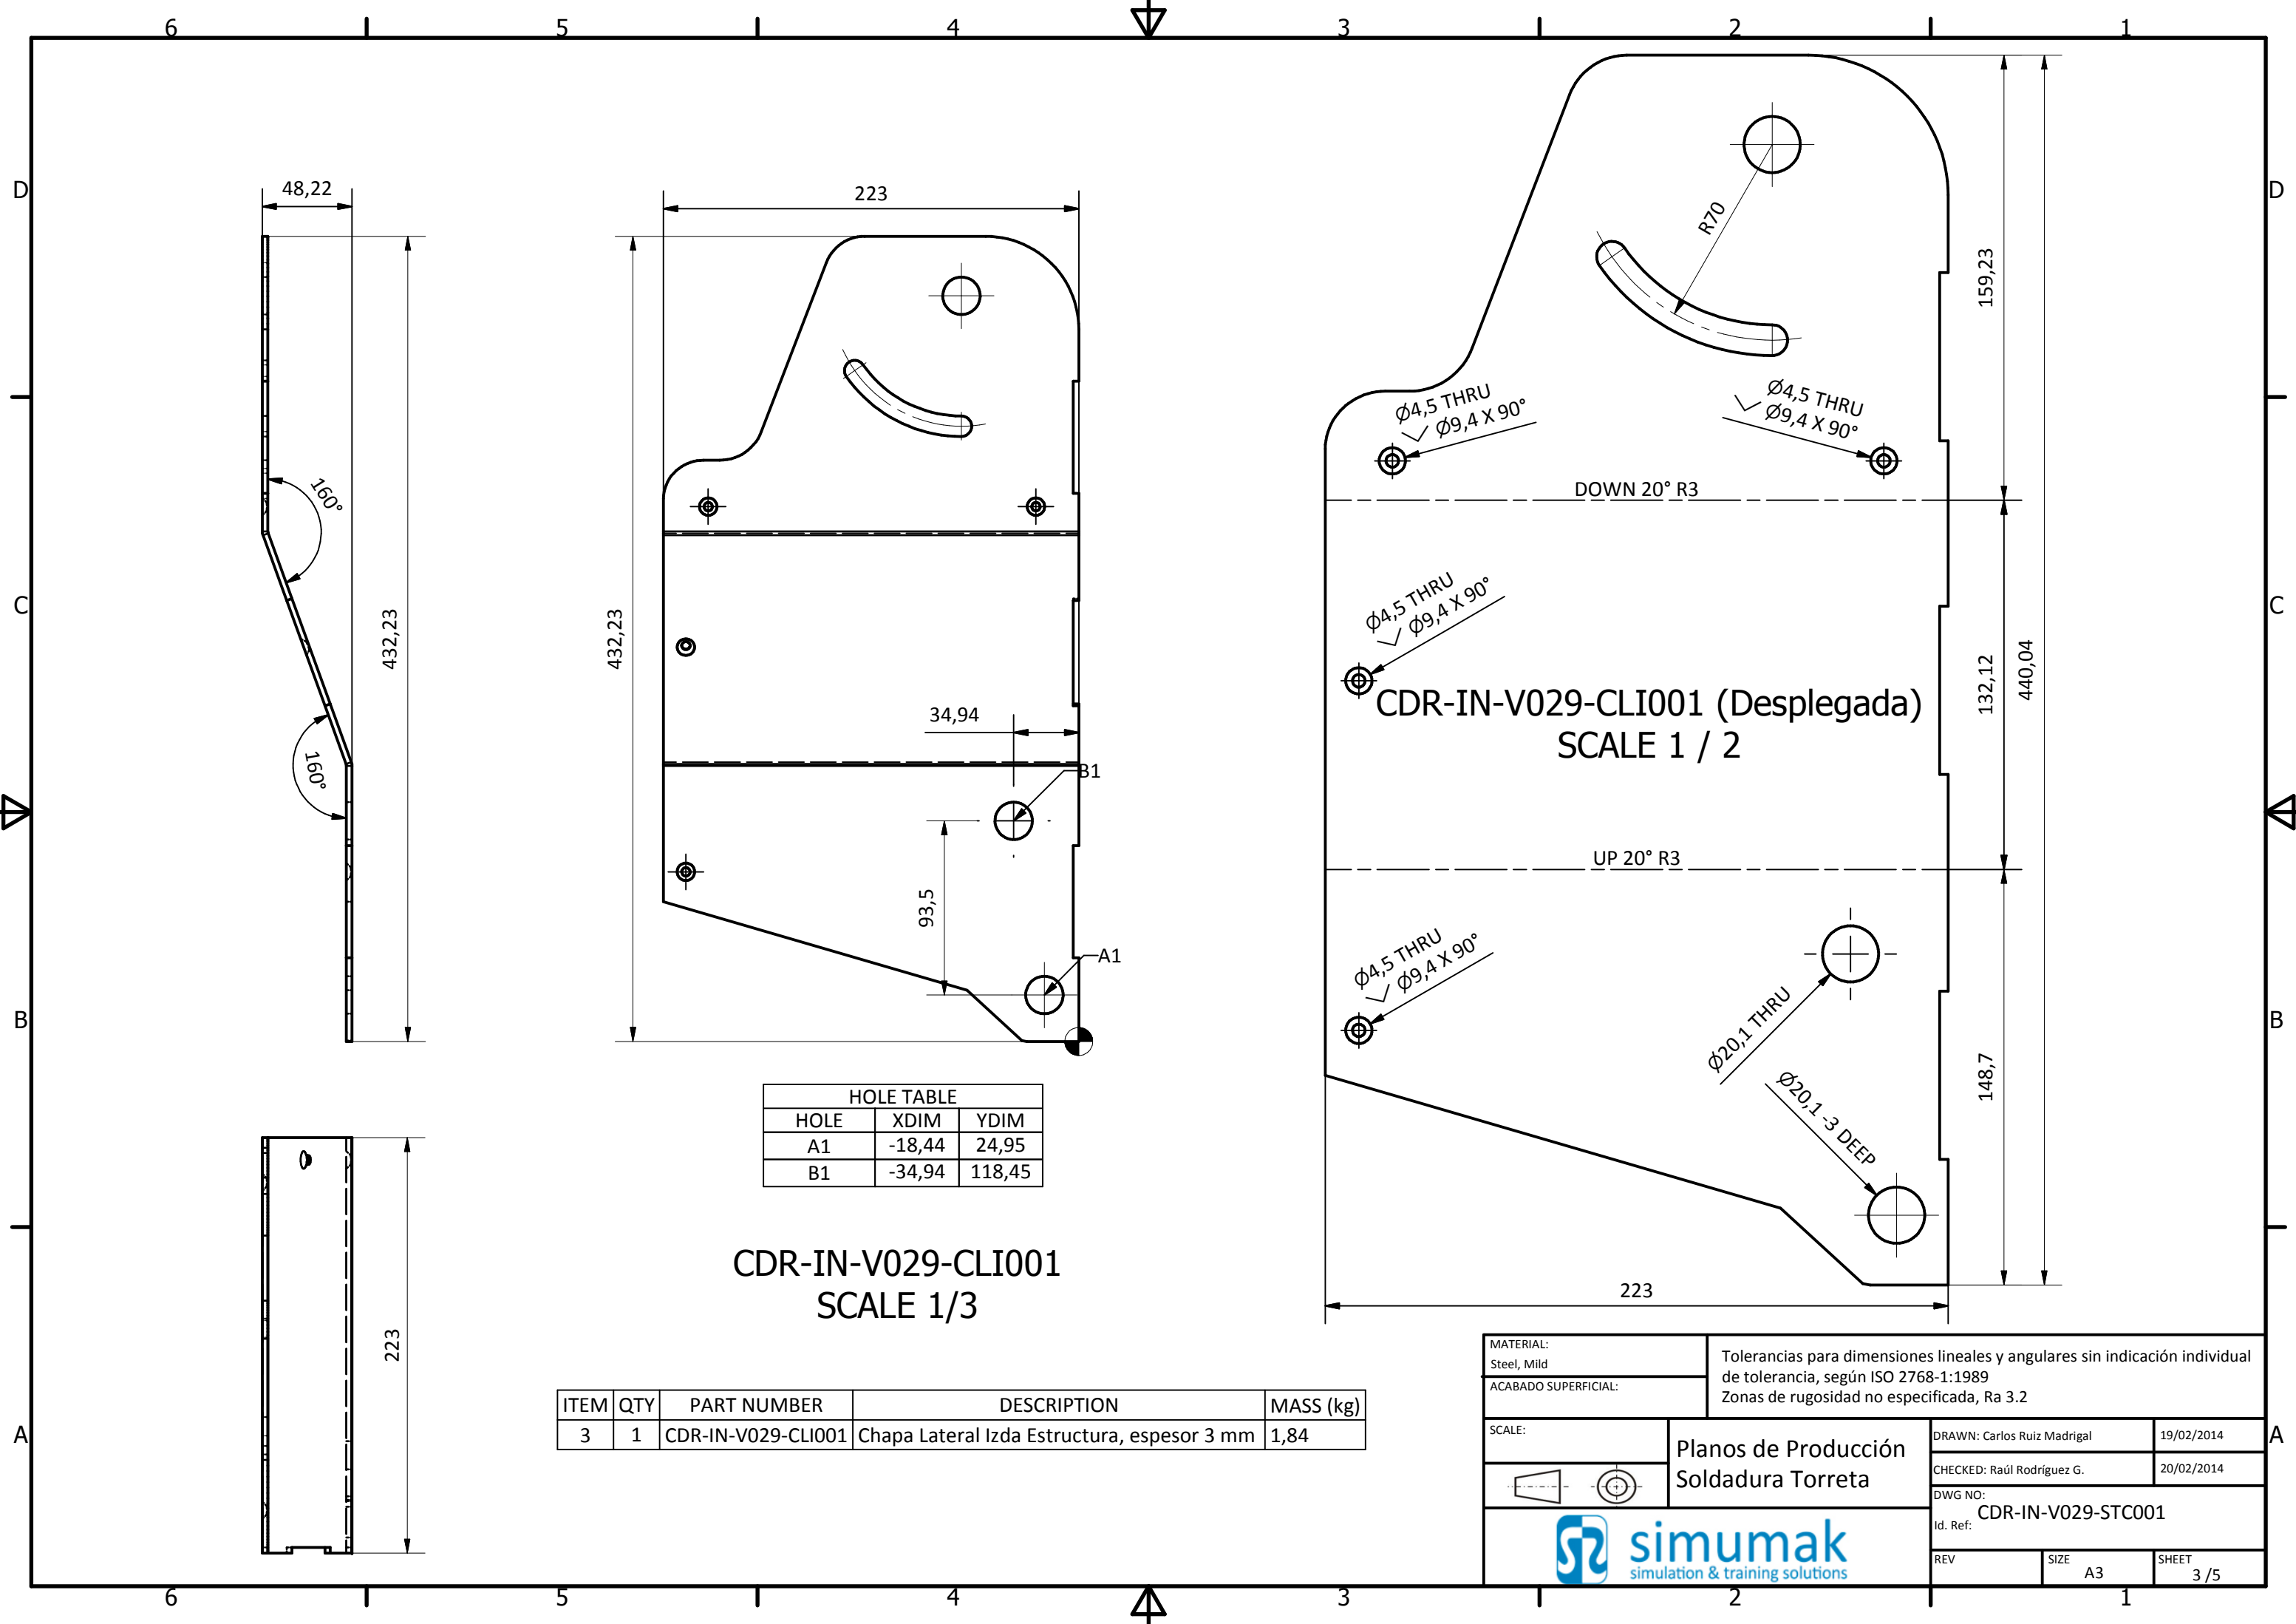 6 5 4 3 2 1
D
D
C
C
B
B
A
A
48,22
432,23
160°
160°
223
223
432,23
34,94
93,5
B1
A1
HOLE TABLE
HOLE XDIM YDIM
A1 -18,44 24,95
B1 -34,94 118,45
CDR-IN-V029-CLI001
SCALE 1/3
R70
Ø4,5 THRU
Ø9,4 X 90°
Ø4,5 THRU
Ø9,4 X 90°
DOWN 20° R3
Ø4,5 THRU
Ø9,4 X 90°
CDR-IN-V029-CLI001 (Desplegada)
SCALE 1 / 2
UP 20° R3
Ø4,5 THRU
Ø9,4 X 90°
Ø20,1 THRU
Ø20,1 -3 DEEP
159,23
132,12
440,04
148,7
223
ITEM QTY PART NUMBER DESCRIPTION MASS (kg)
3 1 CDR-IN-V029-CLI001 Chapa Lateral Izda Estructura, espesor 3 mm 1,84
MATERIAL:
Steel, Mild
ACABADO SUPERFICIAL:
Tolerancias para dimensiones lineales y angulares sin indicación individual
de tolerancia, según ISO 2768-1:1989
Zonas de rugosidad no especificada, Ra 3.2
SCALE:
Planos de Producción
Soldadura Torreta
DRAWN: Carlos Ruiz Madrigal 19/02/2014
CHECKED: Raúl Rodríguez G. 20/02/2014
DWG NO:
CDR-IN-V029-STC001
Id. Ref:
REV
SIZE
A3
SHEET
3 /5
simumak
simulation & training solutions
6 5 4 3 2 1